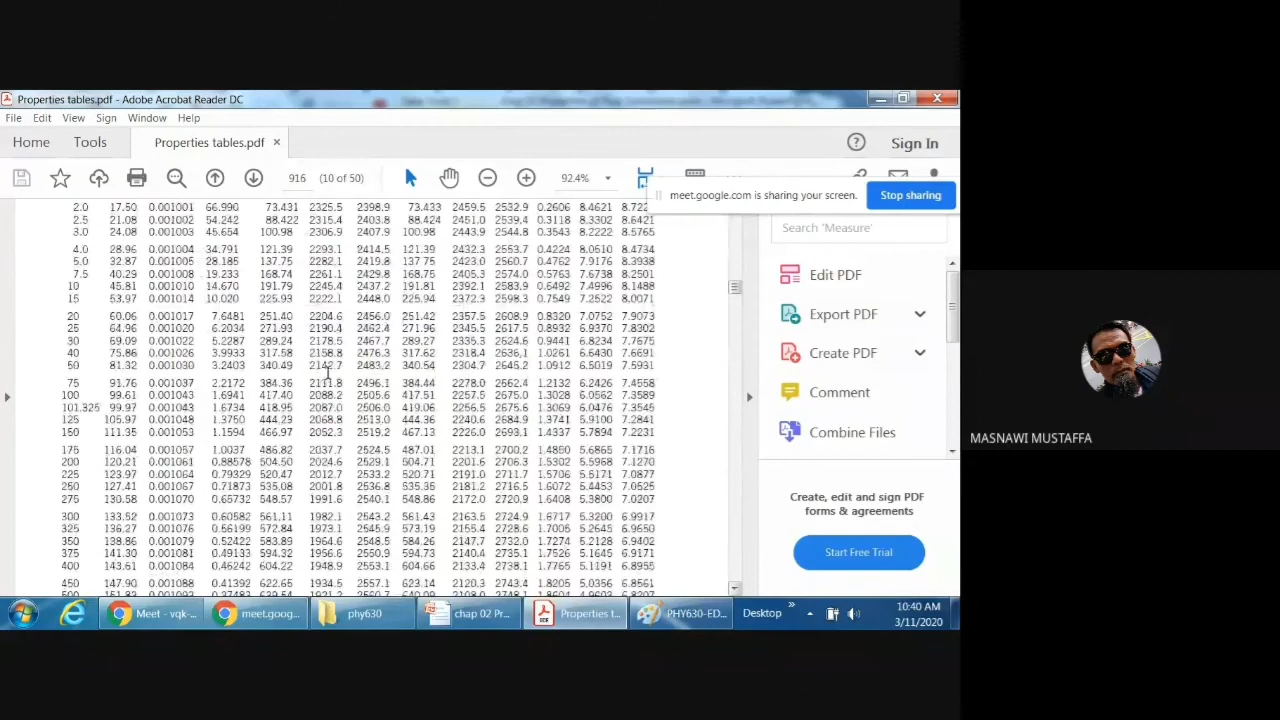 Properties tables.pdf - Adobe Acrobat Reader DC
File Edit View Sign Window Help
Home Tools Properties tables.pdf × Sign In
916 (10 of 50) 92.4%
meet.google.com is sharing your screen. Stop sharing
Search 'Measure'
2.0 17.50 0.001001 66.990 73.431 2325.5 2398.9 73.433 2459.5 2532.9 0.2606 8.4621
2.5 21.08 0.001002 54.242 88.422 2315.4 2403.8 88.424 2451.0 2539.4 0.3118 8.3302 8.6421
3.0 24.08 0.001003 45.654 100.98 2306.9 2407.9 100.98 2443.9 2544.8 0.3543 8.2222 8.5765
4.0 28.96 0.001004 34.791 121.39 2293.1 2414.5 121.39 2432.3 2553.7 0.4224 8.0510 8.4734
5.0 32.87 0.001005 28.185 137.75 2282.1 2419.8 137.75 2423.0 2560.7 0.4762 7.9176 8.3938
7.5 40.29 0.001008 19.233 168.74 2261.1 2429.8 168.75 2405.3 2574.0 0.5763 7.6738 8.2501
10 45.81 0.001010 14.670 191.79 2245.4 2437.2 191.81 2392.1 2583.9 0.6492 7.4996 8.1488
15 53.97 0.001014 10.020 225.93 2222.1 2448.0 225.94 2372.3 2598.3 0.7549 7.2522 8.0071
20 60.06 0.001017 7.6481 251.40 2204.6 2456.0 251.42 2357.5 2608.9 0.8320 7.0752 7.9073
25 64.96 0.001020 6.2034 271.93 2190.4 2462.4 271.96 2345.5 2617.5 0.8932 6.9370 7.8302
30 69.09 0.001022 5.2287 289.24 2178.5 2467.7 289.27 2335.3 2624.6 0.9441 6.8234 7.7675
40 75.86 0.001026 3.9933 317.58 2158.8 2476.3 317.62 2318.4 2636.1 1.0261 6.6430 7.6691
50 81.32 0.001030 3.2403 340.49 2142.7 2483.2 340.54 2304.7 2645.2 1.0912 6.5019 7.5931
75 91.76 0.001037 2.2172 384.36 2111.8 2496.1 384.44 2278.0 2662.4 1.2132 6.2426 7.4558
100 99.61 0.001043 1.6941 417.40 2088.2 2505.6 417.51 2257.5 2675.0 1.3028 6.0562 7.3589
101.325 99.97 0.001043 1.6734 418.95 2087.0 2506.0 419.06 2256.5 2675.6 1.3069 6.0476 7.3545
125 105.97 0.001048 1.3750 444.23 2068.8 2513.0 444.36 2240.6 2684.9 1.3741 5.9100 7.2841
150 111.35 0.001053 1.1594 466.97 2052.3 2519.2 467.13 2226.0 2693.1 1.4337 5.7894 7.2231
175 116.04 0.001057 1.0037 486.82 2037.7 2524.5 487.01 2213.1 2700.2 1.4850 5.6865 7.1716
200 120.21 0.001061 0.88578 504.50 2024.6 2529.1 504.71 2201.6 2706.3 1.5302 5.5968 7.1270
225 123.97 0.001064 0.79329 520.47 2012.7 2533.2 520.71 2191.0 2711.7 1.5706 5.5171 7.0877
250 127.41 0.001067 0.71873 535.08 2001.8 2536.8 535.35 2181.2 2716.5 1.6072 5.4453 7.0525
275 130.58 0.001070 0.65732 548.57 1991.6 2540.1 548.86 2172.0 2720.9 1.6408 5.3800 7.0207
300 133.52 0.001073 0.60582 561.11 1982.1 2543.2 561.43 2163.5 2724.9 1.6717 5.3200 6.9917
325 136.27 0.001076 0.56199 572.84 1973.1 2545.9 573.19 2155.4 2728.6 1.7005 5.2645 6.9650
350 138.86 0.001079 0.52422 583.89 1964.6 2548.5 584.26 2147.7 2732.0 1.7274 5.2128 6.9402
375 141.30 0.001081 0.49133 594.32 1956.6 2550.9 594.73 2140.4 2735.1 1.7526 5.1645 6.9171
400 143.61 0.001084 0.46242 604.22 1948.9 2553.1 604.66 2133.4 2738.1 1.7765 5.1191 6.8955
450 147.90 0.001088 0.41392 622.65 1934.5 2557.1 623.14 2120.3 2743.4 1.8205 5.0356 6.8561
Edit PDF
Export PDF
Create PDF
Comment
Combine Files
Create, edit and sign PDF
forms & agreements
Start Free Trial
MASNAWI MUSTAFFA
Meet - vqk-... meet.goog... phy630 chap 02 Pr... Properties t... PHY630-ED... Desktop » 10:40 AM
3/11/2020